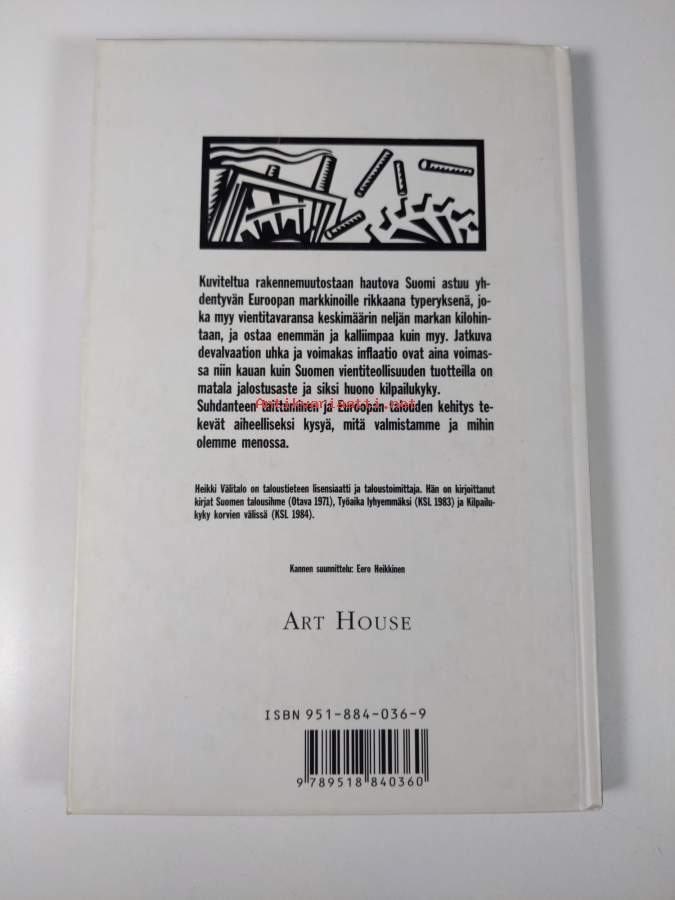 Kuviteltua rakennemuutostaan hautova Suomi astuu yh-
dentyvän Euroopan markkinoille rikkaana typeryksenä, jo-
ka myy vientitavaransa keskimäärin neljän markan kilohin-
taan, ja ostaa enemmän ja kalliimpaa kuin myy. Jatkuva
devalvaation uhka ja voimakas inflaatio ovat aina voimas-
sa niin kauan kuin Suomen vientiteollisuuden tuotteilla on
matala jalostusaste ja siksi huono kilpailukyky.
Antikvariaatti.net
Suhdanteen taittuminen ja Euroopan talouden kehitys te-
kevät aiheelliseksi kysyä, mitä valmistamme ja mihin
olemme menossa.
Heikki Välitalo on taloustieteen lisensiaatti ja taloustoimittaja. Hän on kirjoittanut
kirjat Suomen talousihme (Otava 1971), Työaika lyhyemmäksi (KSL 1983) ja Kilpailu-
kyky korvien välissä (KSL 1984).
Kannen suunnittelu: Eero Heikkinen
ART HOUSE
ISBN 951-884-036-9
9 789518 840360